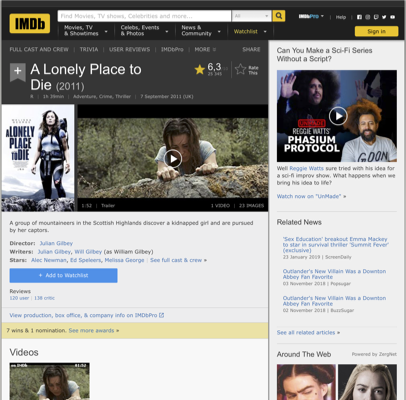 IMDb
Find Movies, TV shows, Celebrities and more...
All
Movies, TV & Showtimes
Celebs, Events & Photos
News & Community
Watchlist
IMDbPro
Help
Sign in
FULL CAST AND CREW | TRIVIA | USER REVIEWS | IMDbPro | MORE
SHARE
A Lonely Place to Die (2011)
6,3
Rate This
1h 39min | Adventure, Crime, Thriller | 7 September 2011 (UK)
A LONELY PLACE TO DIE
1:52 | Trailer
1 VIDEO | 23 IMAGES
A group of mountaineers in the Scottish Highlands discover a kidnapped girl and are pursued
by her captors.
Director: Julian Gilbey
Writers: Julian Gilbey, Will Gilbey (as William Gilbey)
Stars: Alec Newman, Ed Speleers, Melissa George | See full cast & crew »
+ Add to Watchlist
Reviews
120 user | 138 critic
View production, box office, & company info on IMDbPro
7 wins & 1 nomination. See more awards »
Videos
Can You Make a Sci-Fi Series
Without a Script?
REGGIE WATTS'
PHASIUM
PROTOCOL
Well Reggie Watts sure tried with his idea for
a sci-fi improv show. What happens when we
bring his idea to life?
Watch now on "UnMade" »
Related News
'Sex Education' breakout Emma Mackey
to star in survival thriller 'Summit Fever'
(exclusive)
23 January 2019 | ScreenDaily
Outlander's New Villain Was a Downton
Abbey Fan Favorite
03 November 2018 | Popsugar
Outlander's New Villain Was a Downton
Abbey Fan Favorite
02 November 2018 | BuzzSugar
See all related articles »
Around The Web
Powered by ZergNet